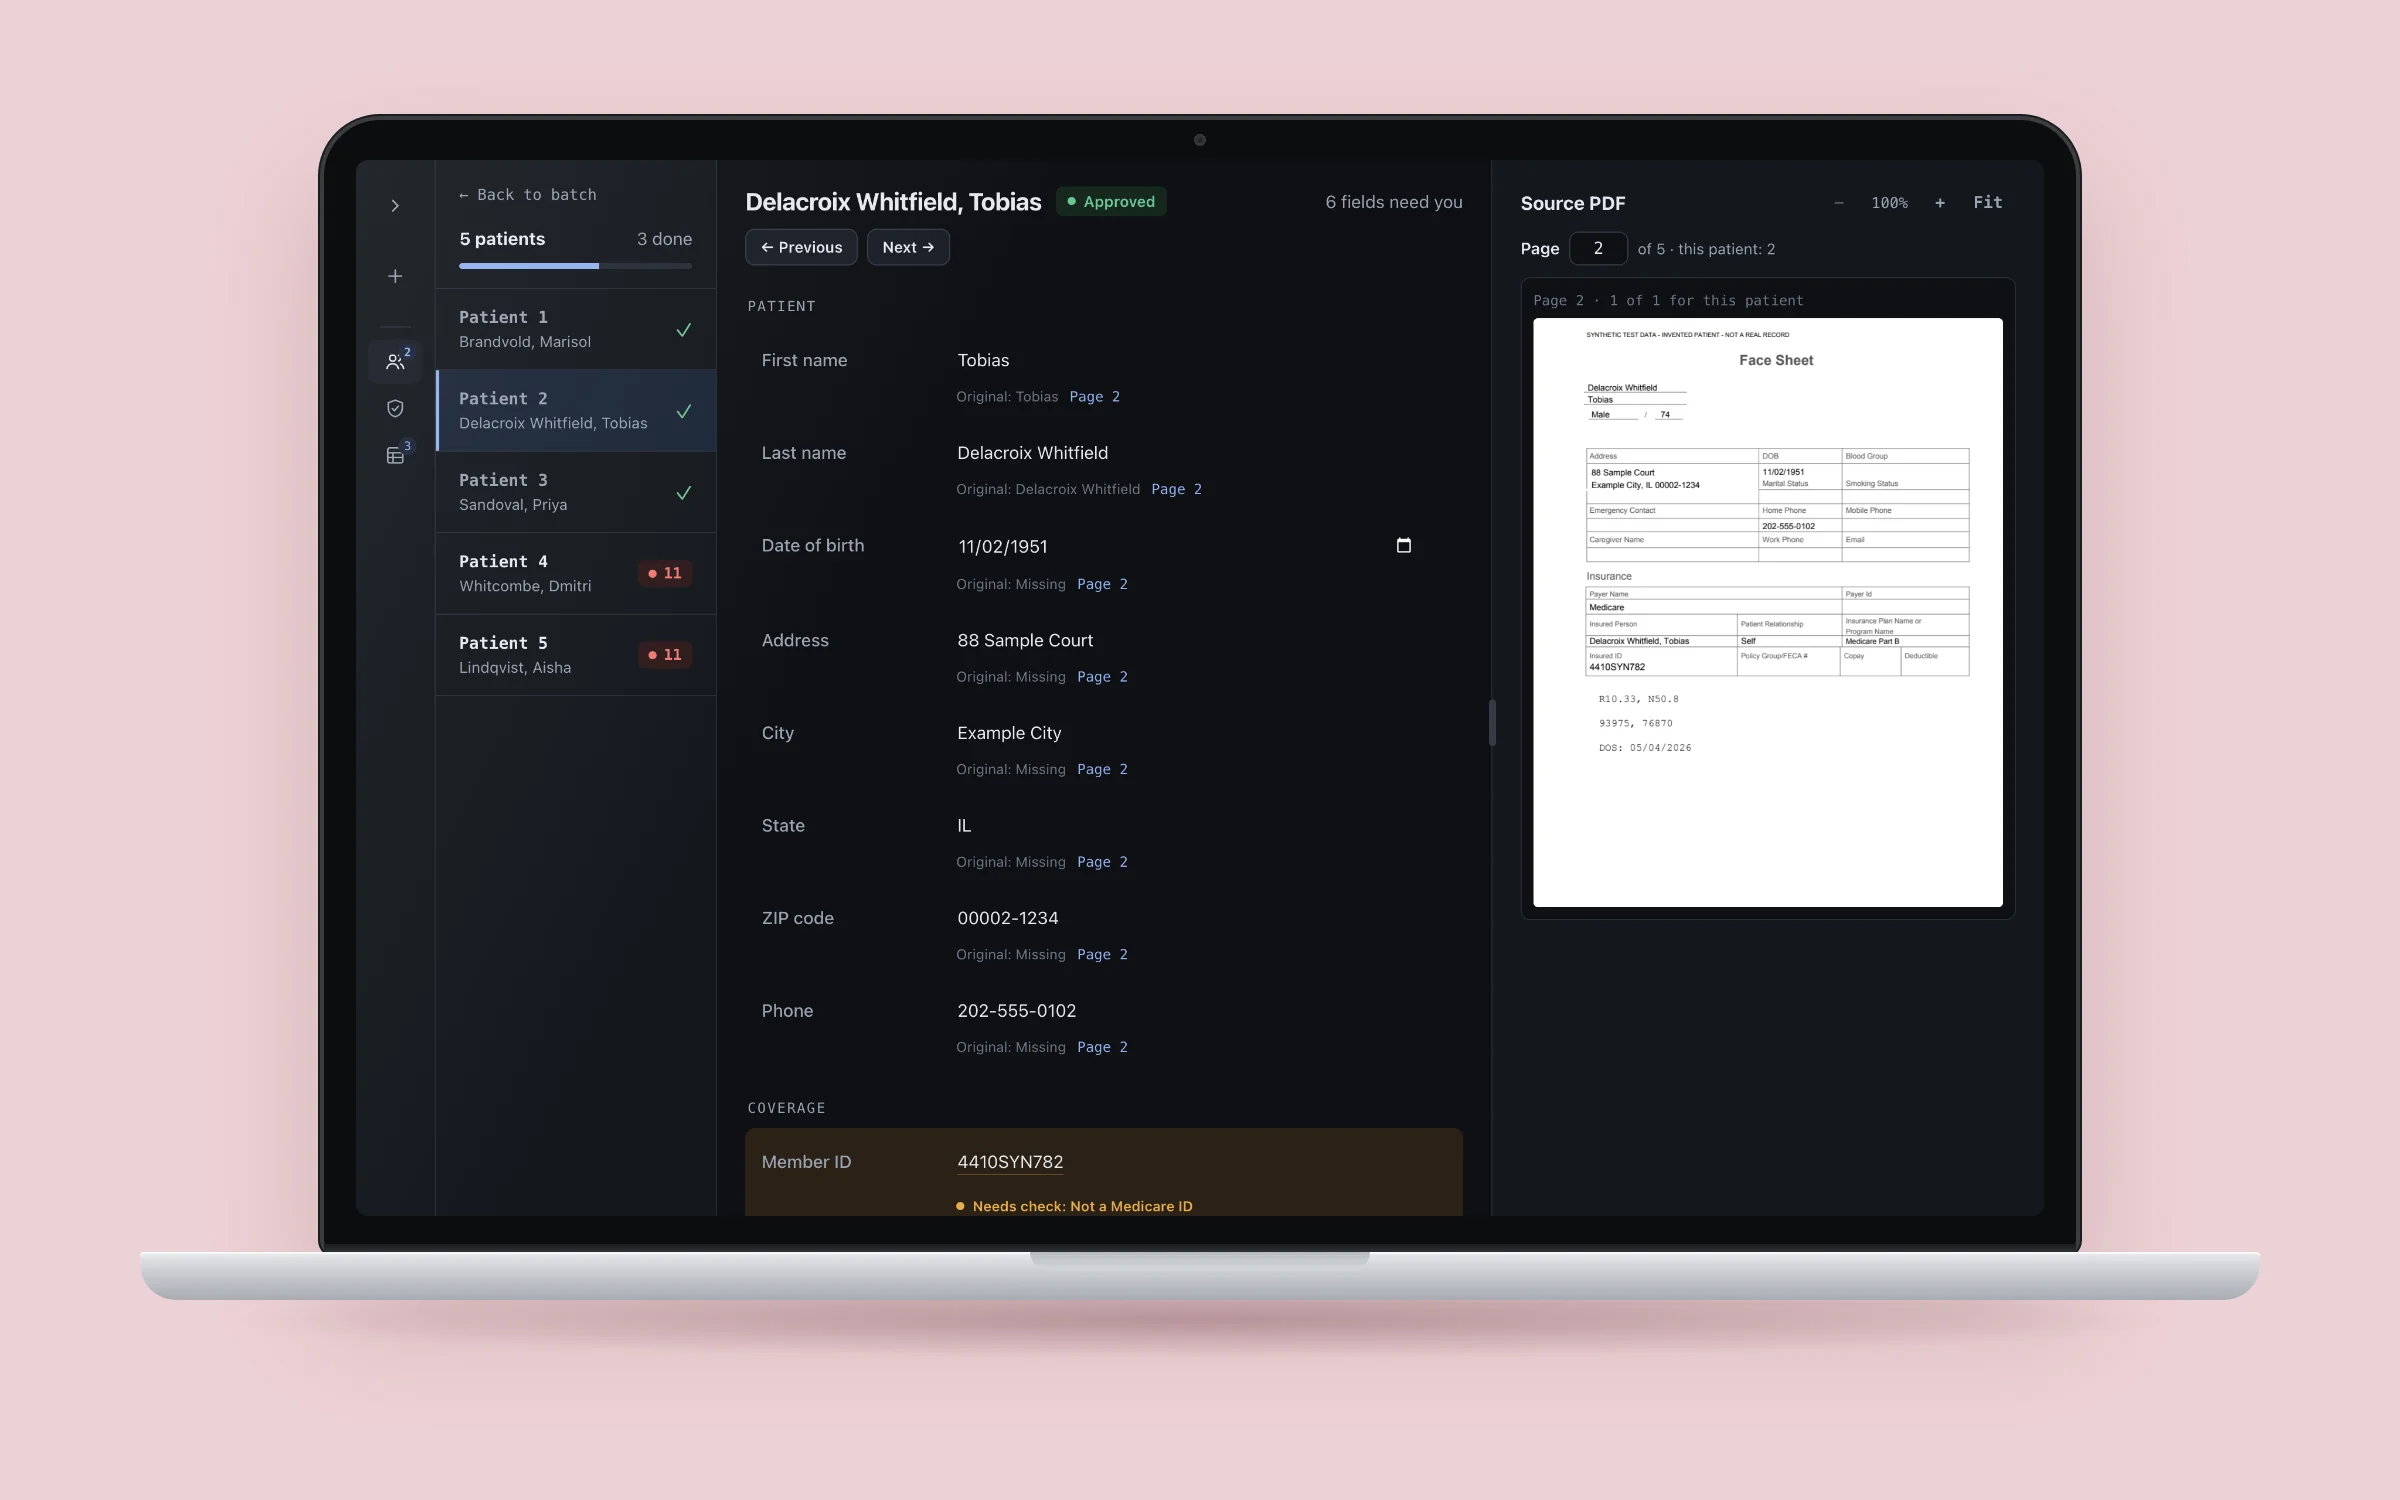 ← Back to batch
5 patients 3 done
Patient 1
Brandvold, Marisol
Patient 2
Delacroix Whitfield, Tobias
Patient 3
Sandoval, Priya
Patient 4
Whitcombe, Dmitri
11
Patient 5
Lindqvist, Aisha
11
2
3
Delacroix Whitfield, Tobias Approved 6 fields need you
← Previous Next →
PATIENT
First name Tobias
Original: Tobias Page 2
Last name Delacroix Whitfield
Original: Delacroix Whitfield Page 2
Date of birth 11/02/1951
Original: Missing Page 2
Address 88 Sample Court
Original: Missing Page 2
City Example City
Original: Missing Page 2
State IL
Original: Missing Page 2
ZIP code 00002-1234
Original: Missing Page 2
Phone 202-555-0102
Original: Missing Page 2
COVERAGE
Member ID 4410SYN782
Needs check: Not a Medicare ID
Source PDF − 100% + Fit
Page 2 of 5 · this patient: 2
Page 2 · 1 of 1 for this patient
SYNTHETIC TEST DATA - INVENTED PATIENT - NOT A REAL RECORD
Face Sheet
Delacroix Whitfield
Tobias
Male / 74
Address DOB Blood Group
88 Sample Court 11/02/1951
Example City, IL 00002-1234 Marital Status Smoking Status
Emergency Contact Home Phone Mobile Phone
202-555-0102
Caregiver Name Work Phone Email
Insurance
Payer Name Payer Id
Medicare
Insured Person Patient Relationship Insurance Plan Name or
Program Name
Delacroix Whitfield, Tobias Self Medicare Part B
Insured ID Policy Group/FECA # Copay Deductible
4410SYN782
R10.33, N50.8
93975, 76870
DOS: 05/04/2026